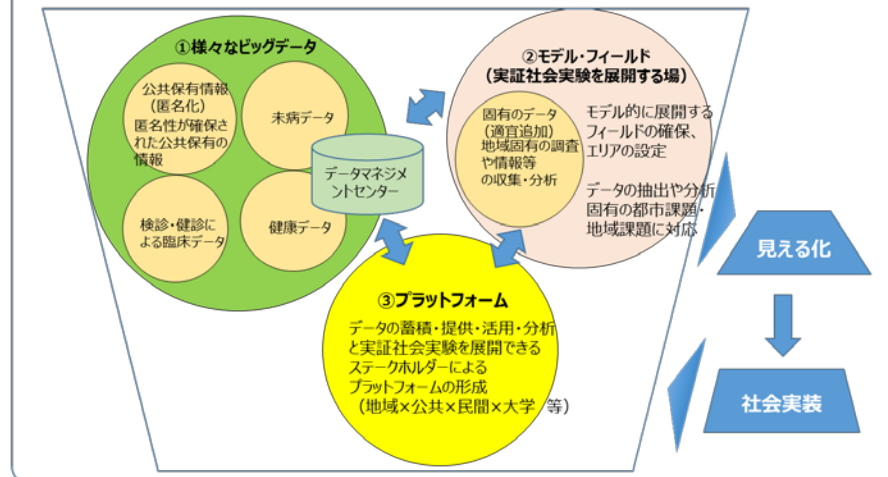 ①様々なビッグデータ
公共保有情報
（匿名化）
匿名性が確保さ
れた公共保有の
情報
未病データ
検診・健診に
よる臨床データ
健康データ
データマネジメ
ントセンター
②モデル・フィールド
（実証社会実験を展開する場）
固有のデータ
（適宜追加）
地域固有の調査
や情報等
の収集・分析
モデル的に展開する
フィールドの確保、
エリアの設定
データの抽出や分析
固有の都市課題・
地域課題に対応
③プラットフォーム
データの蓄積・提供・活用・分析
と実証社会実験を展開できる
ステークホルダーによる
プラットフォームの形成
（地域×公共×民間×大学 等）
見える化
社会実装